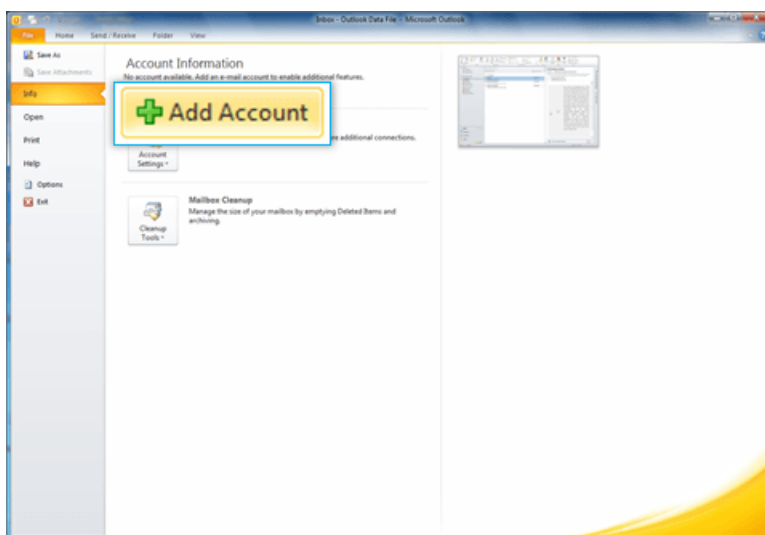 Inbox - Outlook Data File - Microsoft Outlook
File Home Send / Receive Folder View
Save As
Save Attachments
Info
Open
Print
Help
Options
Exit
Account Information
No account available. Add an e-mail account to enable additional features.
Add Account
additional connections.
Account
Settings
Mailbox Cleanup
Manage the size of your mailbox by emptying Deleted Items and
archiving.
Cleanup
Tools